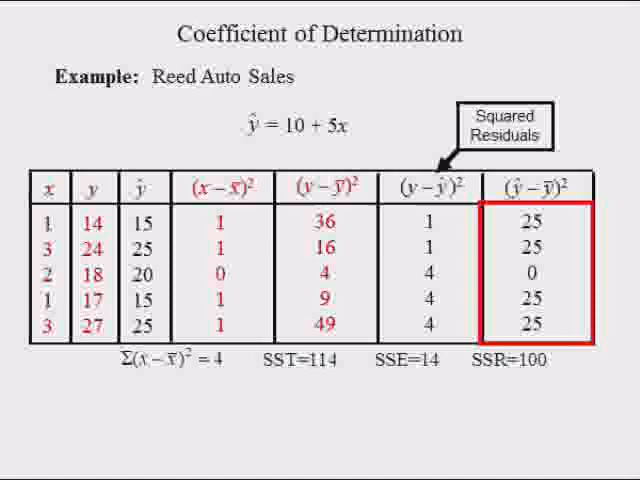 Coefficient of Determination
Example: Reed Auto Sales
ŷ = 10 + 5x
Squared
Residuals
x y ŷ (x – x̅)² (y – y̅)² (y – ŷ)² (ŷ – y̅)²
1 14 15 1 36 1 25
3 24 25 1 16 1 25
2 18 20 0 4 4 0
1 17 15 1 9 4 25
3 27 25 1 49 4 25
Σ(x – x̅)² = 4 SST=114 SSE=14 SSR=100